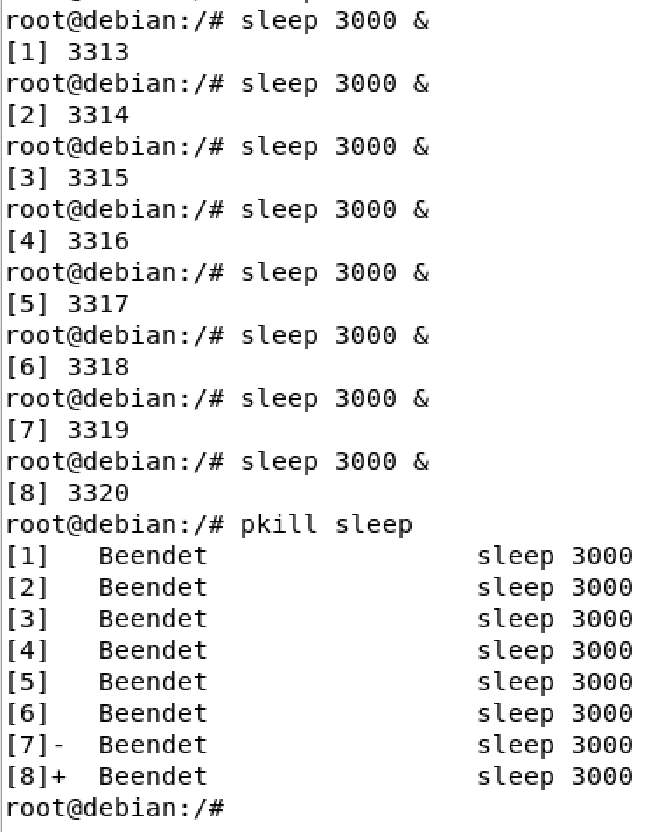 root@debian:/# sleep 3000 &
[1] 3313
root@debian:/# sleep 3000 &
[2] 3314
root@debian:/# sleep 3000 &
[3] 3315
root@debian:/# sleep 3000 &
[4] 3316
root@debian:/# sleep 3000 &
[5] 3317
root@debian:/# sleep 3000 &
[6] 3318
root@debian:/# sleep 3000 &
[7] 3319
root@debian:/# sleep 3000 &
[8] 3320
root@debian:/# pkill sleep
[1]   Beendet                 sleep 3000
[2]   Beendet                 sleep 3000
[3]   Beendet                 sleep 3000
[4]   Beendet                 sleep 3000
[5]   Beendet                 sleep 3000
[6]   Beendet                 sleep 3000
[7]-  Beendet                 sleep 3000
[8]+  Beendet                 sleep 3000
root@debian:/#